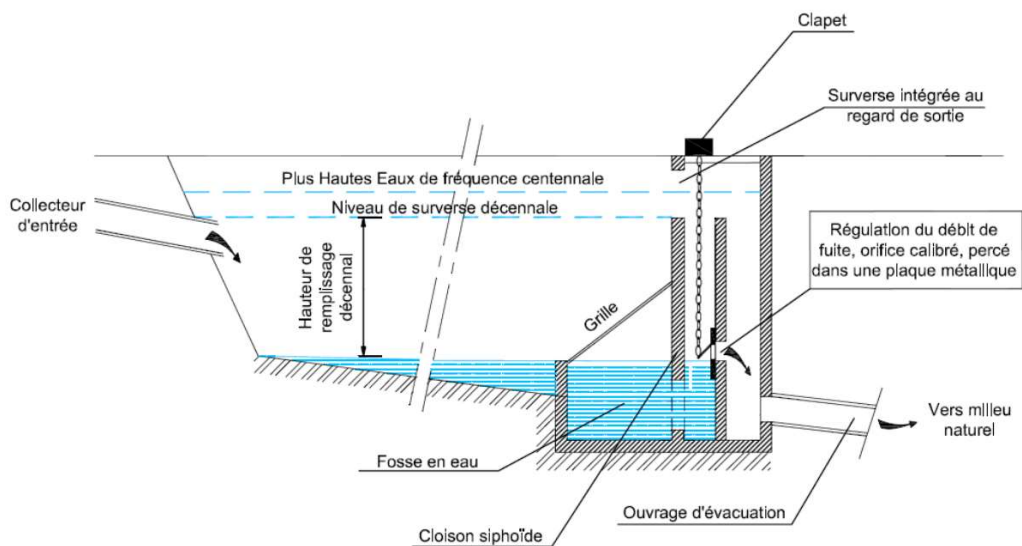 Clapet
Surverse intégrée au
regard de sortie
Plus Hautes Eaux de fréquence centennale
Niveau de surverse décennale
Collecteur
d'entrée
Hauteur de
remplissage
décennal
Régulation du débit de
fuite, orifice calibré, percé
dans une plaque métallique
Grille
Vers milieu
naturel
Fosse en eau
Ouvrage d'évacuation
Cloison siphoïde